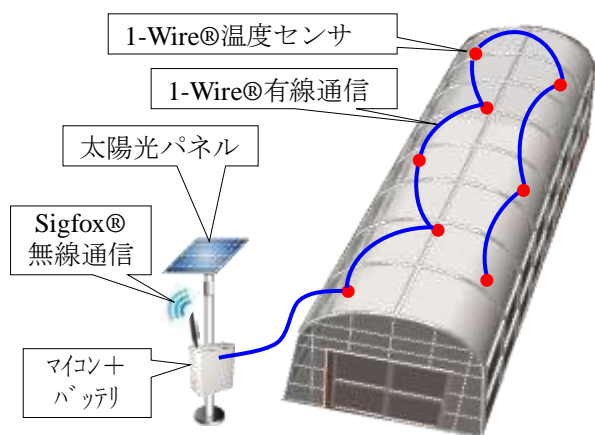 1-Wire®温度センサ
1-Wire®有線通信
太陽光パネル
Sigfox®
無線通信
マイコン＋
バッテリ